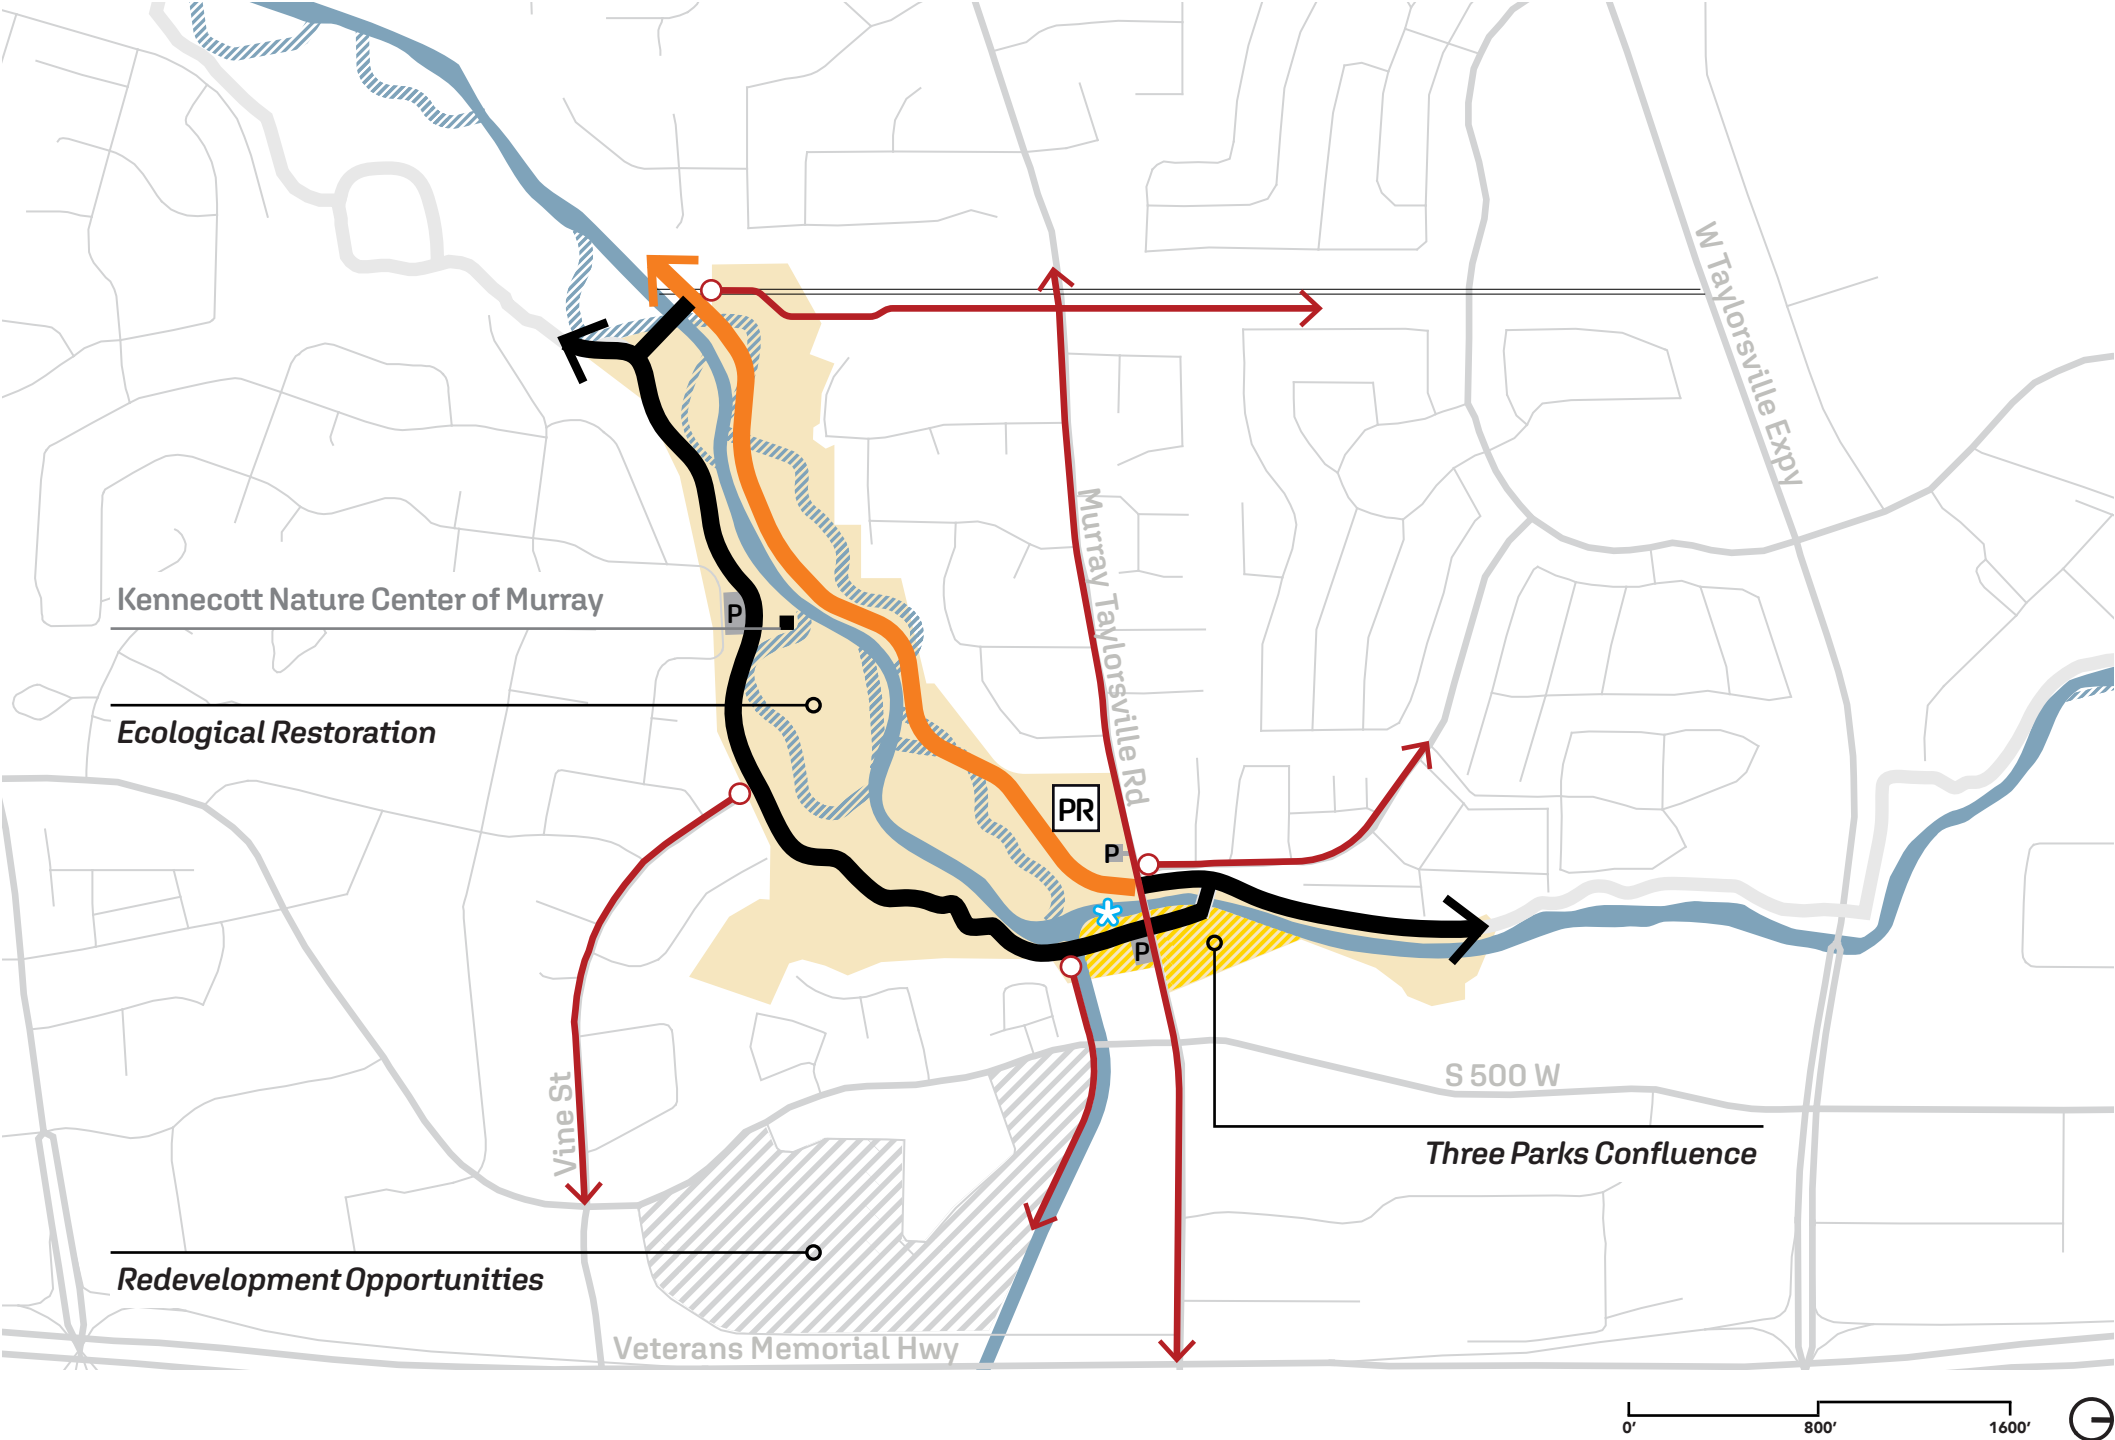 W Taylorsville Expy
Murray Taylorsville Rd
Kennecott Nature Center of Murray
P
Ecological Restoration
PR
P
*
P
S 500 W
Vine St
Three Parks Confluence
Redevelopment Opportunities
Veterans Memorial Hwy
0' 800' 1600'